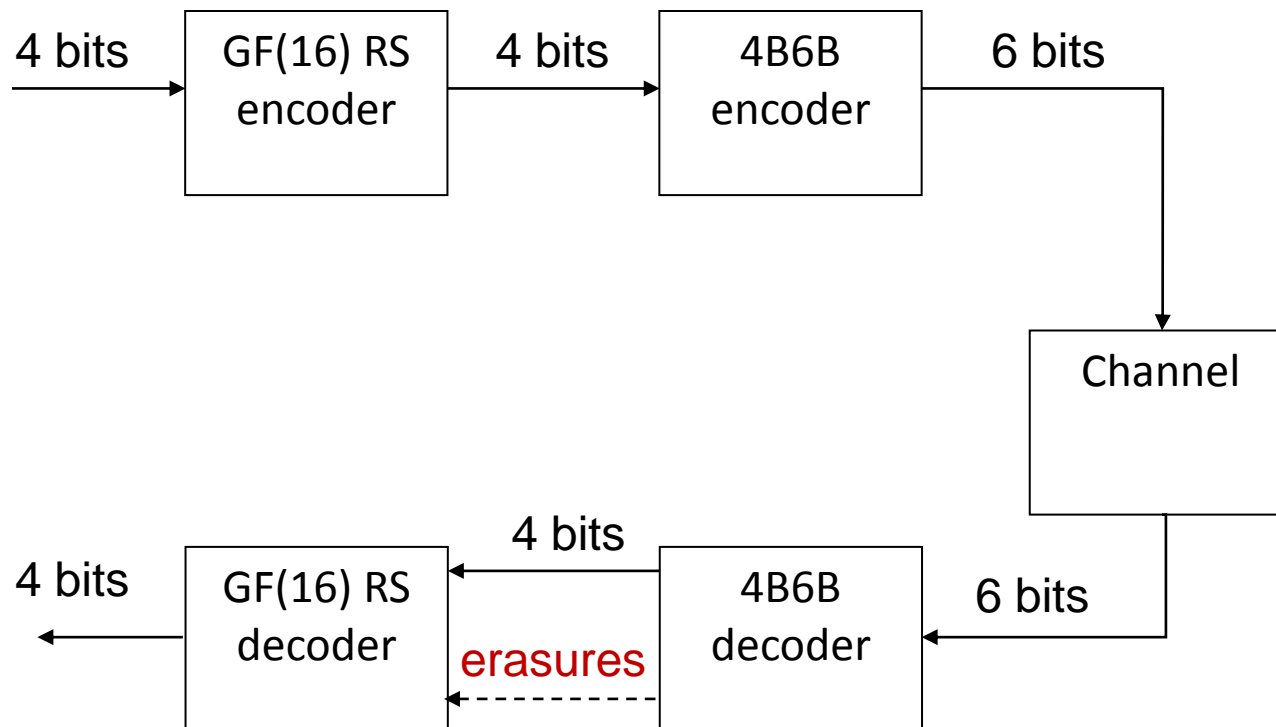 4 bits
GF(16) RS
encoder
4 bits
4B6B
encoder
6 bits
Channel
4 bits
GF(16) RS
decoder
4 bits
erasures
4B6B
decoder
6 bits